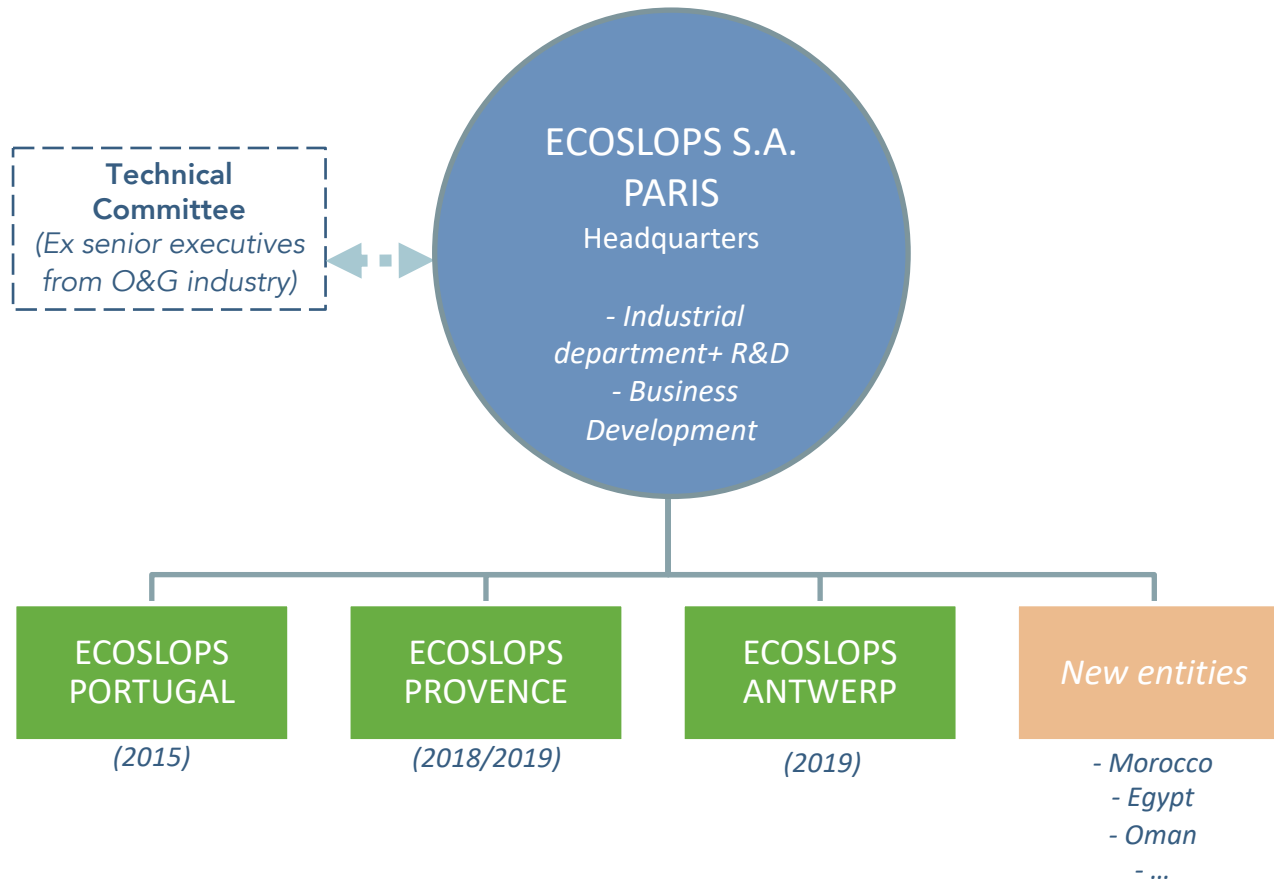 Technical
Committee
(Ex senior executives
from O&G industry)
ECOSLOPS S.A.
PARIS
Headquarters
- Industrial
department+ R&D
- Business
Development
ECOSLOPS
PORTUGAL
(2015)
ECOSLOPS
PROVENCE
(2018/2019)
ECOSLOPS
ANTWERP
(2019)
New entities
- Morocco
- Egypt
- Oman
- ...